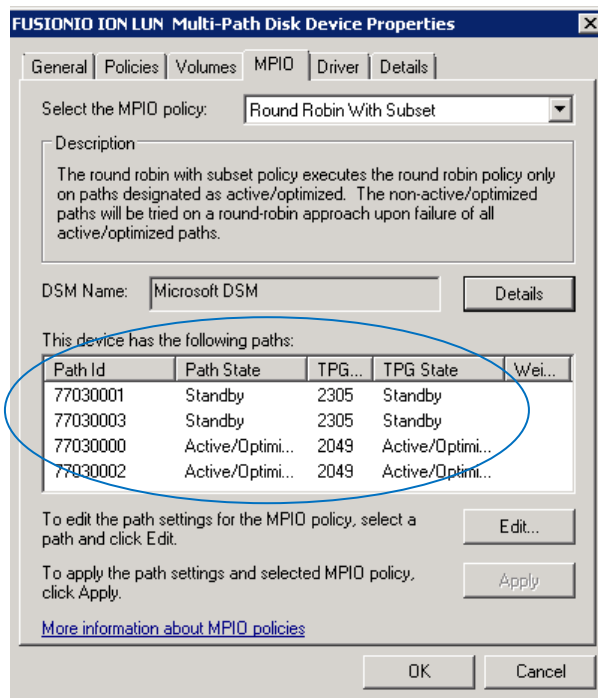 FUSIONIO ION LUN Multi-Path Disk Device Properties
General Policies Volumes MPIO Driver Details
Select the MPIO policy: Round Robin With Subset
Description
The round robin with subset policy executes the round robin policy only
on paths designated as active/optimized. The non-active/optimized
paths will be tried on a round-robin approach upon failure of all
active/optimized paths.
DSM Name: Microsoft DSM Details
This device has the following paths:
Path Id Path State TPG... TPG State Wei...
77030001 Standby 2305 Standby
77030003 Standby 2305 Standby
77030000 Active/Optimi... 2049 Active/Optimi...
77030002 Active/Optimi... 2049 Active/Optimi...
To edit the path settings for the MPIO policy, select a
path and click Edit.
Edit...
To apply the path settings and selected MPIO policy,
click Apply.
Apply
More information about MPIO policies
OK Cancel